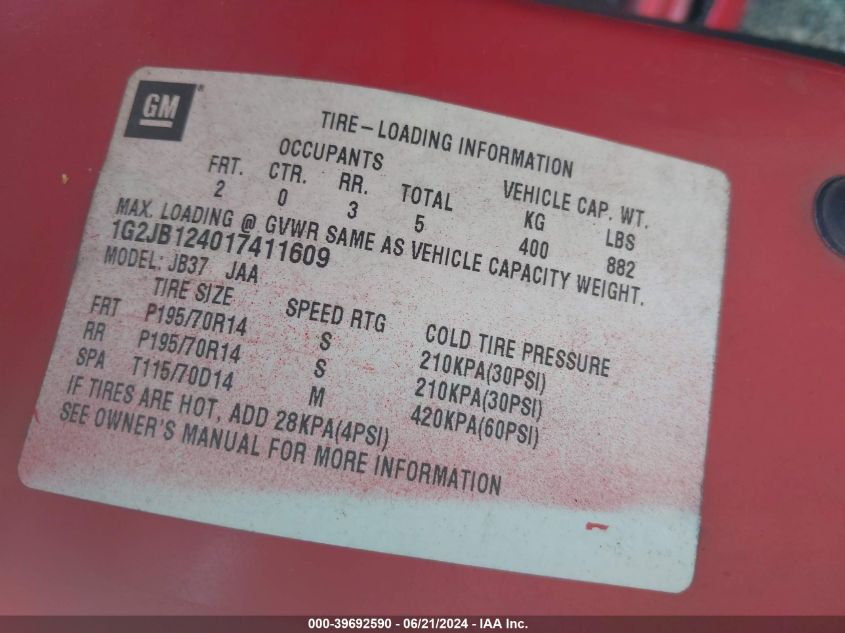 GM
TIRE-LOADING INFORMATION
OCCUPANTS VEHICLE CAP. WT.
FRT. CTR. RR. TOTAL KG LBS
2 0 3 5 400 882
MAX. LOADING @ GVWR SAME AS VEHICLE CAPACITY WEIGHT.
1G2JB124017411609
MODEL: JB37 JAA
TIRE SIZE SPEED RTG COLD TIRE PRESSURE
FRT P195/70R14 S 210KPA(30PSI)
RR P195/70R14 S 210KPA(30PSI)
SPA T115/70D14 M 420KPA(60PSI)
IF TIRES ARE HOT, ADD 28KPA(4PSI)
SEE OWNER'S MANUAL FOR MORE INFORMATION
000-39692590 - 06/21/2024 - IAA Inc.